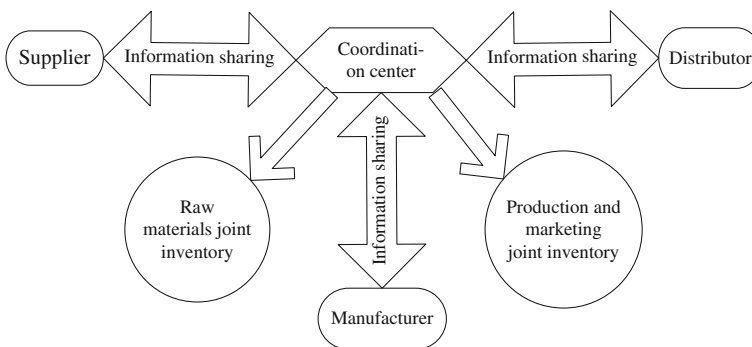 Supplier
Information sharing
Coordinati-
on center
Information sharing
Distributor
Information sharing
Raw
materials joint
inventory
Production and
marketing
joint inventory
Manufacturer